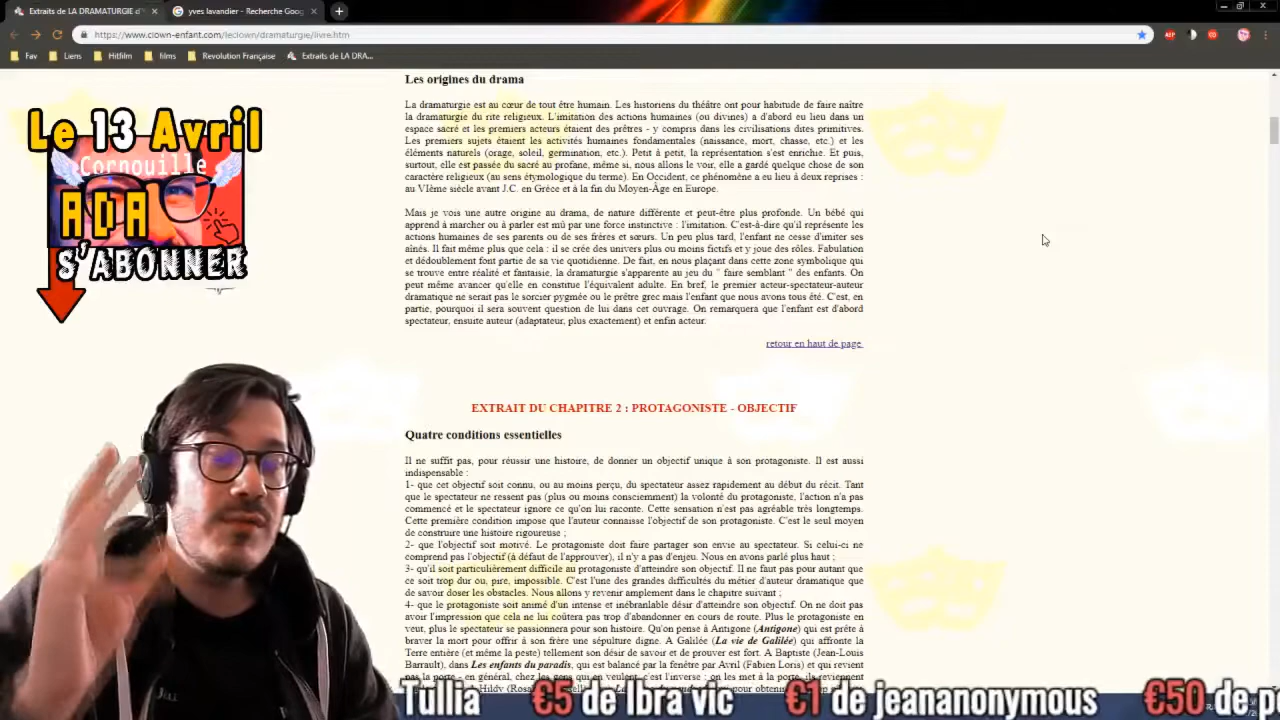 Extraits de LA DRAMATURGIE d'
yves lavandier - Recherche Goog
https://www.clown-enfant.com/leclown/dramaturgie/livre.htm
Fav
Liens
Hitfilm
films
Revolution Française
Extraits de LA DRA...
Le 13 Avril
Cornouille
ADA
S'ABONNER
Les origines du drama
La dramaturgie est au cœur de tout être humain. Les historiens du théâtre ont pour habitude de faire naître
la dramaturgie du rite religieux. L'imitation des actions humaines (ou divines) a d'abord eu lieu dans un
espace sacré et les premiers acteurs étaient des prêtres - y compris dans les civilisations dites primitives.
Les premiers sujets étaient les activités humaines fondamentales (naissance, mort, chasse, etc.) et les
éléments naturels (orage, soleil, germination, etc.). Petit à petit, la représentation s'est enrichie. Et puis,
surtout, elle est passée du sacré au profane, même si, nous allons le voir, elle a gardé quelque chose de son
caractère religieux (au sens étymologique du terme). En Occident, ce phénomène a eu lieu à deux reprises :
au VIème siècle avant J.C. en Grèce et à la fin du Moyen-Âge en Europe.
Mais je vois une autre origine au drama, de nature différente et peut-être plus profonde. Un bébé qui
apprend à marcher ou à parler est mû par une force instinctive : l'imitation. C'est-à-dire qu'il représente les
actions humaines de ses parents ou de ses frères et sœurs. Un peu plus tard, l'enfant ne cesse d'imiter ses
aînés. Il fait même plus que cela : il se crée des univers plus ou moins fictifs et y joue des rôles. Fabulation
et dédoublement font partie de sa vie quotidienne. De fait, en nous plaçant dans cette zone symbolique qui
se trouve entre réalité et fantaisie, la dramaturgie s'apparente au jeu du " faire semblant " des enfants. On
peut même avancer qu'elle en constitue l'équivalent adulte. En bref, le premier acteur-spectateur-auteur
dramatique ne serait pas le sorcier pygmée ou le prêtre grec mais l'enfant que nous avons tous été. C'est, en
partie, pourquoi il sera souvent question de lui dans cet ouvrage. On remarquera que l'enfant est d'abord
spectateur, ensuite auteur (adaptateur, plus exactement) et enfin acteur.
retour en haut de page
EXTRAIT DU CHAPITRE 2 : PROTAGONISTE - OBJECTIF
Quatre conditions essentielles
Il ne suffit pas, pour réussir une histoire, de donner un objectif unique à son protagoniste. Il est aussi
indispensable :
1- que cet objectif soit connu, ou au moins perçu, du spectateur assez rapidement au début du récit. Tant
que le spectateur ne ressent pas (plus ou moins consciemment) la volonté du protagoniste, l'action n'a pas
commencé et le spectateur ignore ce qu'on lui raconte. Cette sensation n'est pas agréable très longtemps.
Cette première condition impose que l'auteur connaisse l'objectif de son protagoniste. C'est le seul moyen
de construire une histoire rigoureuse ;
2- que l'objectif soit motivé. Le protagoniste doit faire partager son envie au spectateur. Si celui-ci ne
comprend pas l'objectif (à défaut de l'approuver), il n'y a pas d'enjeu. Nous en avons parlé plus haut ;
3- qu'il soit particulièrement difficile au protagoniste d'atteindre son objectif. Il ne faut pas pour autant que
ce soit trop dur ou, pire, impossible. C'est l'une des grandes difficultés du métier d'auteur dramatique que
de savoir doser les obstacles. Nous allons y revenir amplement dans le chapitre suivant ;
4- que le protagoniste soit animé d'un intense et inébranlable désir d'atteindre son objectif. On ne doit pas
avoir l'impression que cela ne lui coûtera pas trop d'abandonner en cours de route. Plus le protagoniste en
veut, plus le spectateur se passionnera pour son histoire. Qu'on pense à Antigone (Antigone) qui est prête à
braver la mort pour offrir à son frère une sépulture digne. A Galilée (La vie de Galilée) qui affronte la
Terre entière (et même la peste) tellement son désir de savoir et de prouver est fort. A Baptiste (Jean-Louis
Barrault), dans Les enfants du paradis, qui est balancé par la fenêtre par Avril (Fabien Loris) et qui revient
pas la porte - en général, chez les gens qui en veulent, c'est l'inverse : on les met à la porte, ils reviennent
Tullia €5 de Ibra vic €1 de jeananonymous €50 de